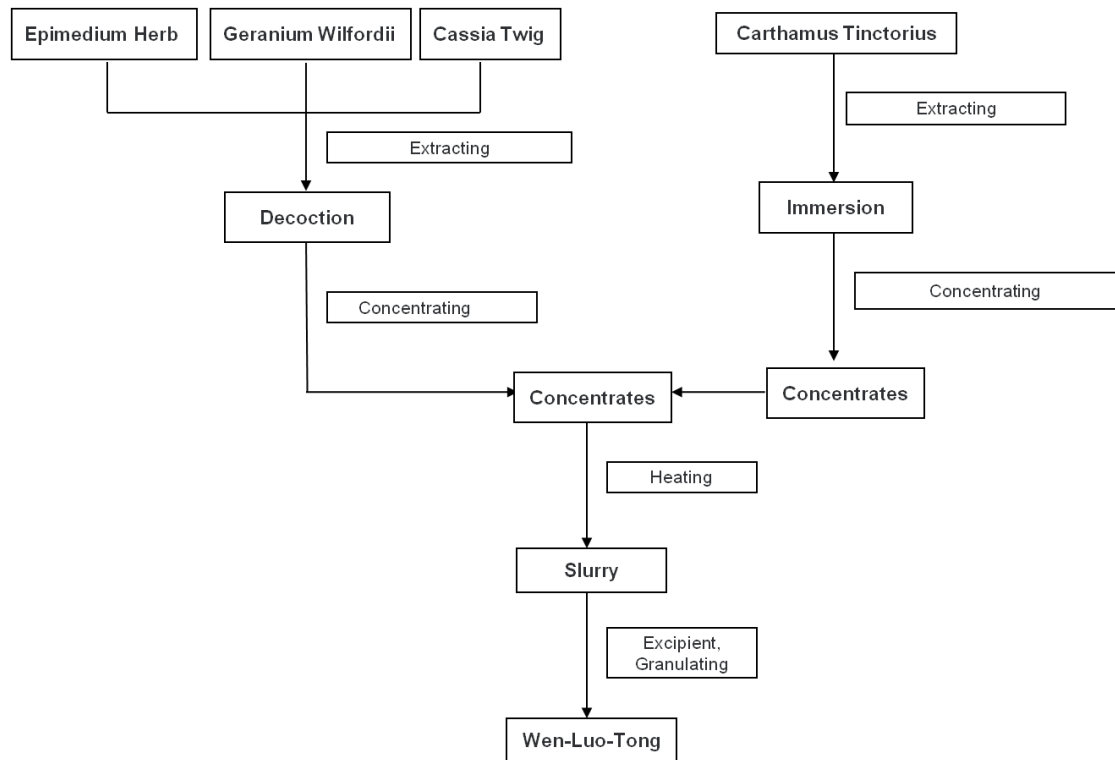 Epimedium Herb
Geranium Wilfordii
Cassia Twig
Carthamus Tinctorius
Extracting
Extracting
Decoction
Immersion
Concentrating
Concentrating
Concentrates
Concentrates
Heating
Slurry
Excipient,
Granulating
Wen-Luo-Tong